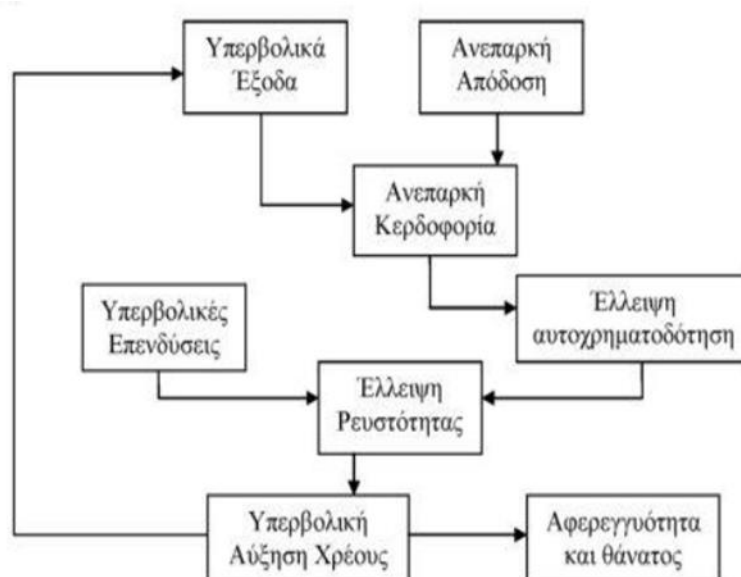 Υπερβολικά
Έξοδα
Ανεπαρκή
Απόδοση
Ανεπαρκή
Κερδοφορία
Υπερβολικές
Επενδύσεις
Έλλειψη
αυτοχρηματοδότηση
Έλλειψη
Ρευστότητας
Υπερβολική
Αύξηση Χρέους
Αφερεγγυότητα
και θάνατος